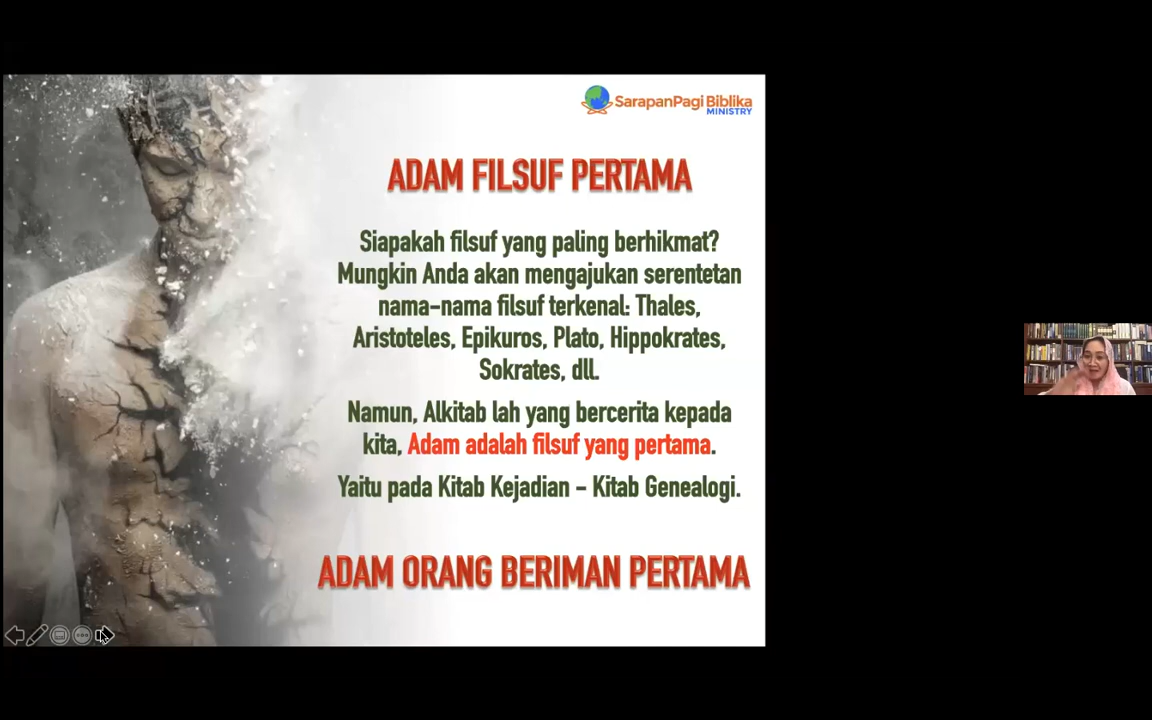 SarapanPagi Biblika
MINISTRY
ADAM FILSUF PERTAMA
Siapakah filsuf yang paling berhikmat?
Mungkin Anda akan mengajukan serentetan
nama-nama filsuf terkenal: Thales,
Aristoteles, Epikuros, Plato, Hippokrates,
Sokrates, dll.
Namun, Alkitab lah yang bercerita kepada
kita, Adam adalah filsuf yang pertama.
Yaitu pada Kitab Kejadian - Kitab Genealogi.
ADAM ORANG BERIMAN PERTAMA